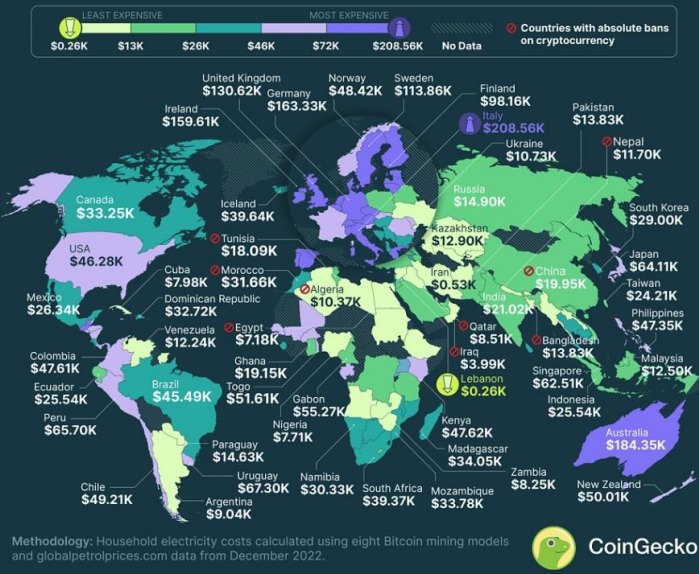 LEAST EXPENSIVE
MOST EXPENSIVE
$0.26K
$13K
$26K
$46K
$72K
$208.56K
No Data
Countries with absolute bans
on cryptocurrency
United Kingdom
$130.62K
Norway
$48.42K
Sweden
$113.86K
Germany
$163.33K
Finland
$98.16K
Ireland
$159.61K
Italy
$208.56K
Pakistan
$13.83K
Ukraine
$10.73K
Nepal
$11.70K
Canada
$33.25K
Iceland
$39.64K
Russia
$14.90K
South Korea
$29.00K
USA
$46.28K
Tunisia
$18.09K
Kazakhstan
$12.90K
Japan
$64.11K
Cuba
$7.98K
Morocco
$31.66K
Algeria
$10.37K
Iran
$0.53K
China
$19.95K
Taiwan
$24.21K
Mexico
$26.34K
Dominican Republic
$32.72K
India
$21.02K
Philippines
$47.35K
Venezuela
$12.24K
Egypt
$7.18K
Qatar
$8.51K
Bangladesh
$13.83K
Colombia
$47.61K
Ghana
$19.15K
Iraq
$3.99K
Malaysia
$12.50K
Ecuador
$25.54K
Brazil
$45.49K
Togo
$51.61K
Lebanon
$0.26K
Singapore
$62.51K
Gabon
$55.27K
Indonesia
$25.54K
Peru
$65.70K
Nigeria
$7.71K
Kenya
$47.62K
Australia
$184.35K
Paraguay
$14.63K
Madagascar
$34.05K
Uruguay
$67.30K
Namibia
$30.33K
South Africa
$39.37K
Mozambique
$33.78K
Zambia
$8.25K
New Zealand
$50.01K
Chile
$49.21K
Argentina
$9.04K
Methodology: Household electricity costs calculated using eight Bitcoin mining models
and globalpetrolprices.com data from December 2022.
CoinGecko